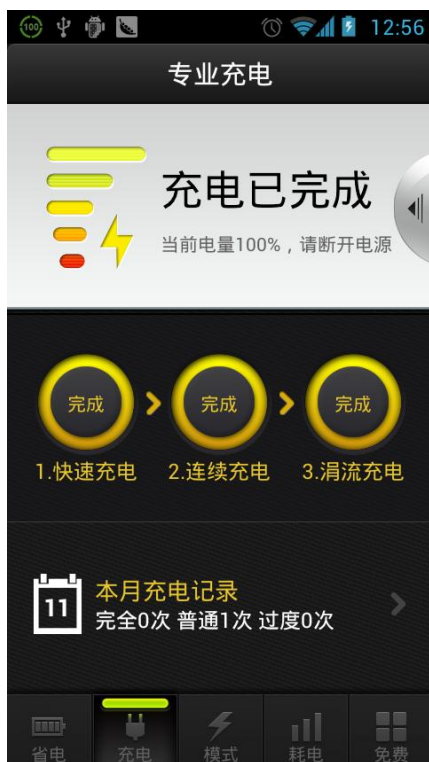 100 12:56
专业充电
充电已完成
当前电量100%，请断开电源
完成 完成 完成
1.快速充电 2.连续充电 3.涓流充电
11 本月充电记录
完全0次 普通1次 过度0次
省电 充电 模式 耗电 免费